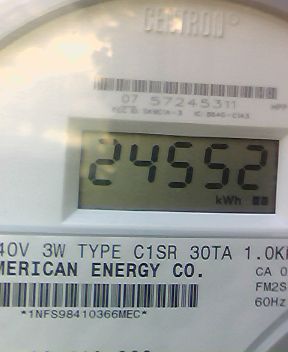 CELTRON
07 57245311
24552
kWh
40V 3W TYPE C1SR 30TA 1.0K
MERICAN ENERGY CO.
CA 0
FM2S
60Hz
*1NFS98410366MEC*